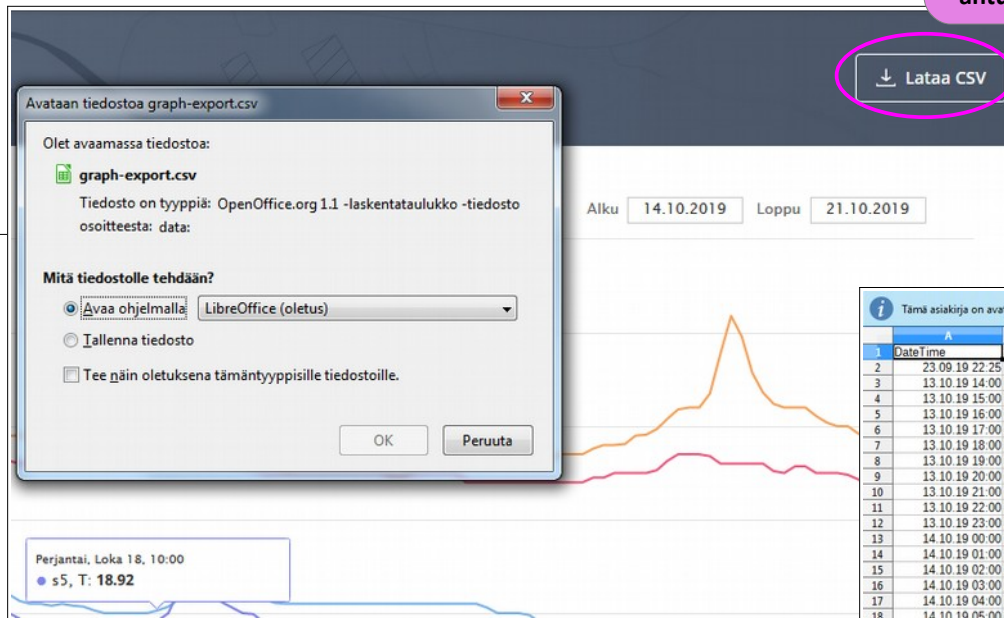 Lataa CSV
Avataan tiedostoa graph-export.csv
Olet avaamassa tiedostoa:
graph-export.csv
Tiedosto on tyyppiä: OpenOffice.org 1.1 -laskentataulukko -tiedosto
osoitteesta: data:
Mitä tiedostolle tehdään?
Avaa ohjelmalla LibreOffice (oletus)
Tallenna tiedosto
Tee näin oletuksena tämäntyyppisille tiedostoille.
OK Peruuta
Alku 14.10.2019 Loppu 21.10.2019
Perjantai, Loka 18, 10:00
s5, T: 18.92
Tämä asiakirja on
A
1 DateTime
2 23.09.19 22:25
3 13.10.19 14:00
4 13.10.19 15:00
5 13.10.19 16:00
6 13.10.19 17:00
7 13.10.19 18:00
8 13.10.19 19:00
9 13.10.19 20:00
10 13.10.19 21:00
11 13.10.19 22:00
12 13.10.19 23:00
13 14.10.19 00:00
14 14.10.19 01:00
15 14.10.19 02:00
16 14.10.19 03:00
17 14.10.19 04:00
18 14.10.19 05:00